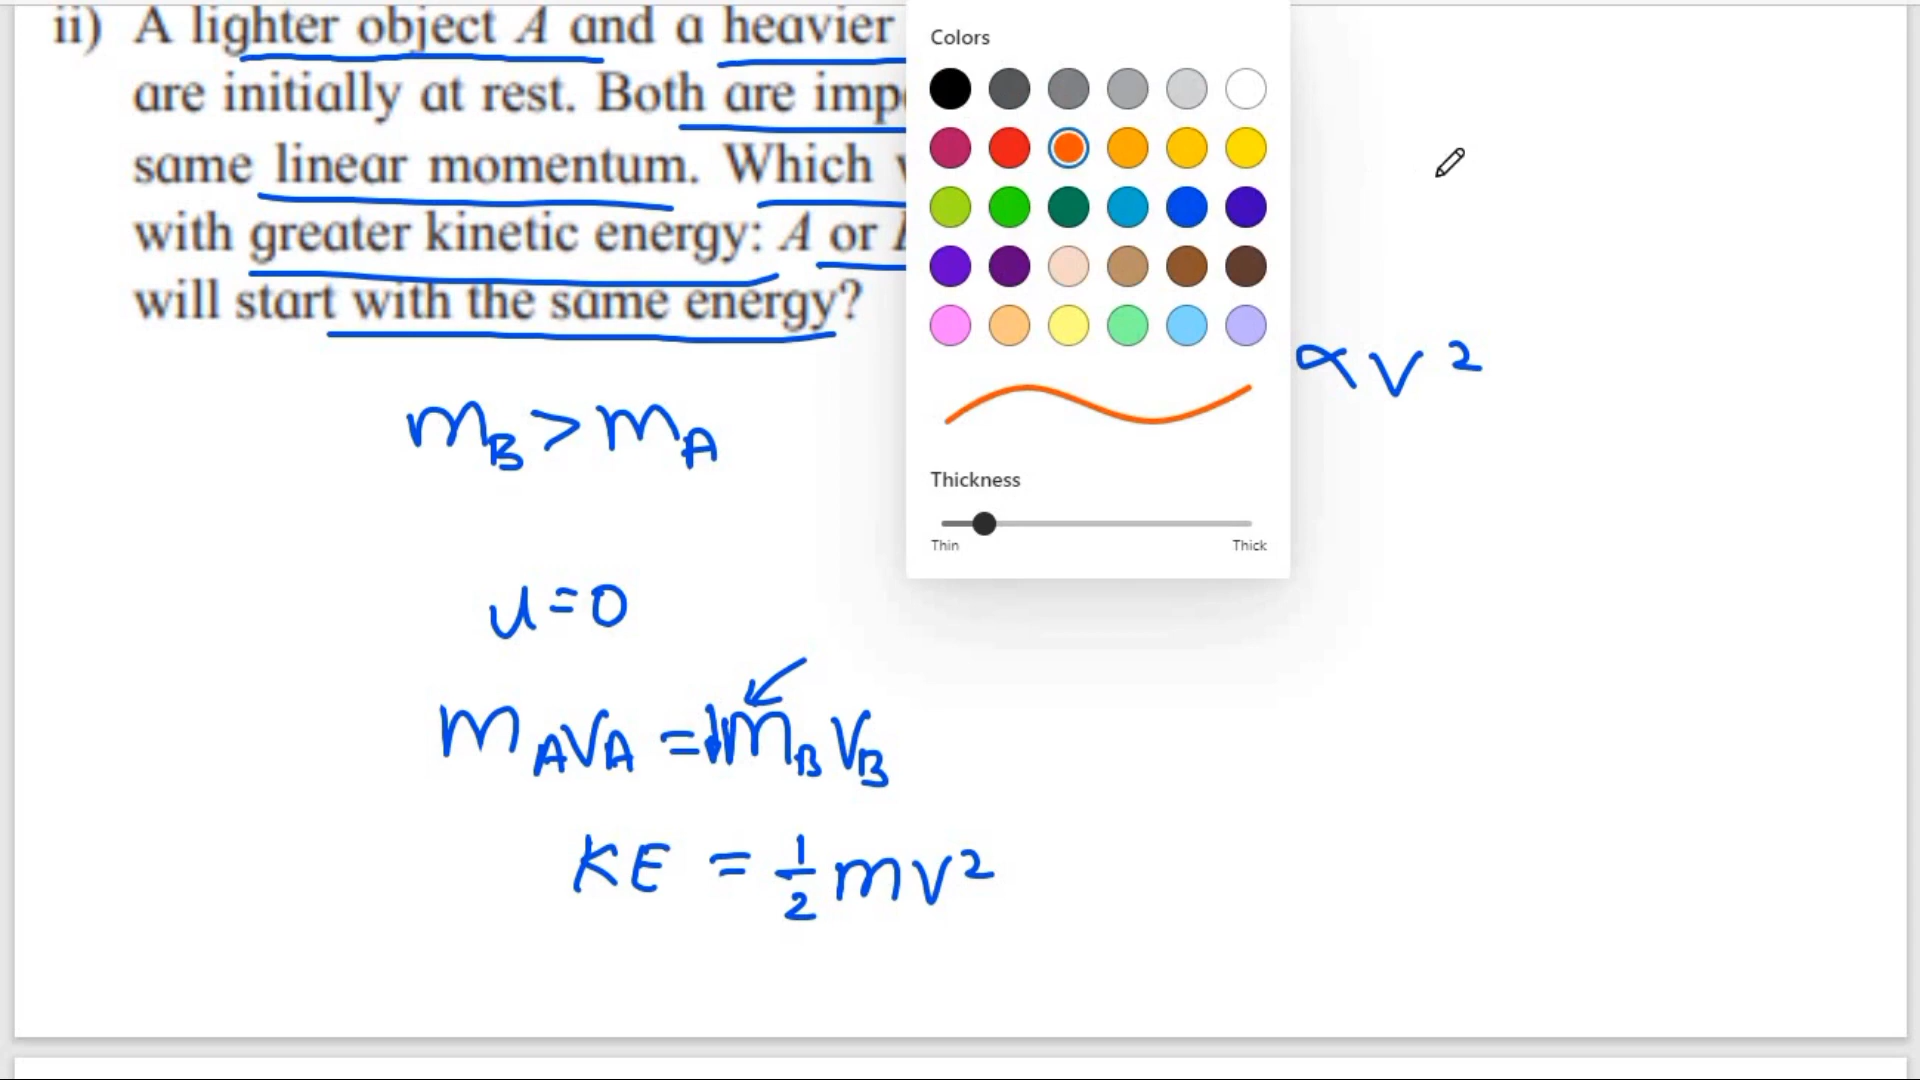 ii) A lighter object A and a heavier
are initially at rest. Both are imp
same linear momentum. Which
with greater kinetic energy: A or
will start with the same energy?
Colors
Thickness
Thin Thick
∝ v²
m_B > m_A
u=0
m_A v_A = m_B v_B
KE = 1/2 mv²